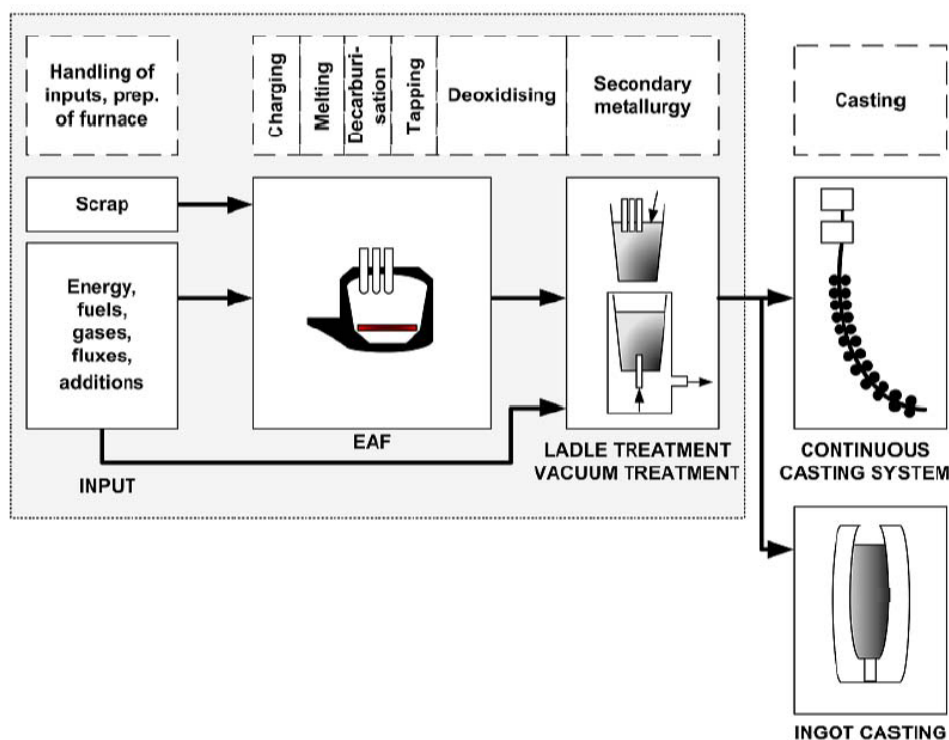 Handling of
inputs, prep.
of furnace
Charging
Melting
Decarburi-
sation
Tapping
Deoxidising
Secondary
metallurgy
Casting
Scrap
Energy,
fuels,
gases,
fluxes,
additions
INPUT
EAF
LADLE TREATMENT
VACUUM TREATMENT
CONTINUOUS
CASTING SYSTEM
INGOT CASTING